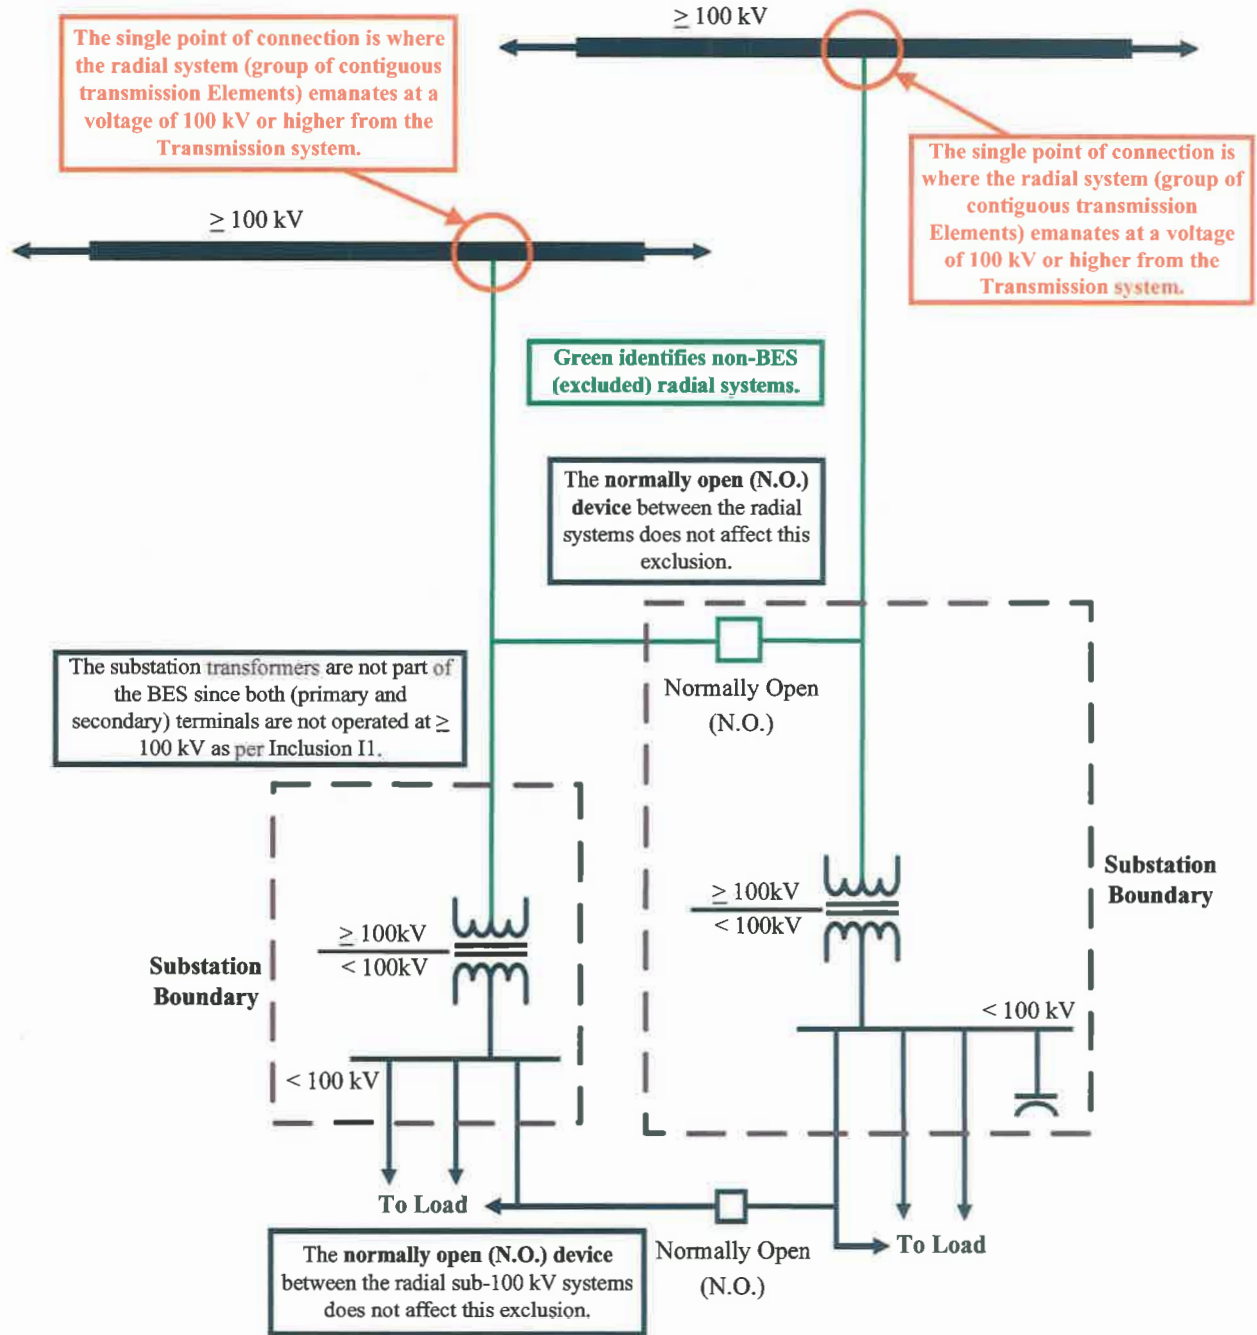 ≥ 100 kV
The single point of connection is where
the radial system (group of contiguous
transmission Elements) emanates at a
voltage of 100 kV or higher from the
Transmission system.
The single point of connection is
where the radial system (group of
contiguous transmission
Elements) emanates at a voltage
of 100 kV or higher from the
Transmission system.
≥ 100 kV
Green identifies non-BES
(excluded) radial systems.
The normally open (N.O.)
device between the radial
systems does not affect this
exclusion.
The substation transformers are not part of
the BES since both (primary and
secondary) terminals are not operated at ≥
100 kV as per Inclusion I1.
Normally Open
(N.O.)
Substation
Boundary
≥ 100kV
< 100kV
≥ 100kV
< 100kV
Substation
Boundary
< 100 kV
< 100 kV
To Load
To Load
The normally open (N.O.) device
between the radial sub-100 kV systems
does not affect this exclusion.
Normally Open
(N.O.)